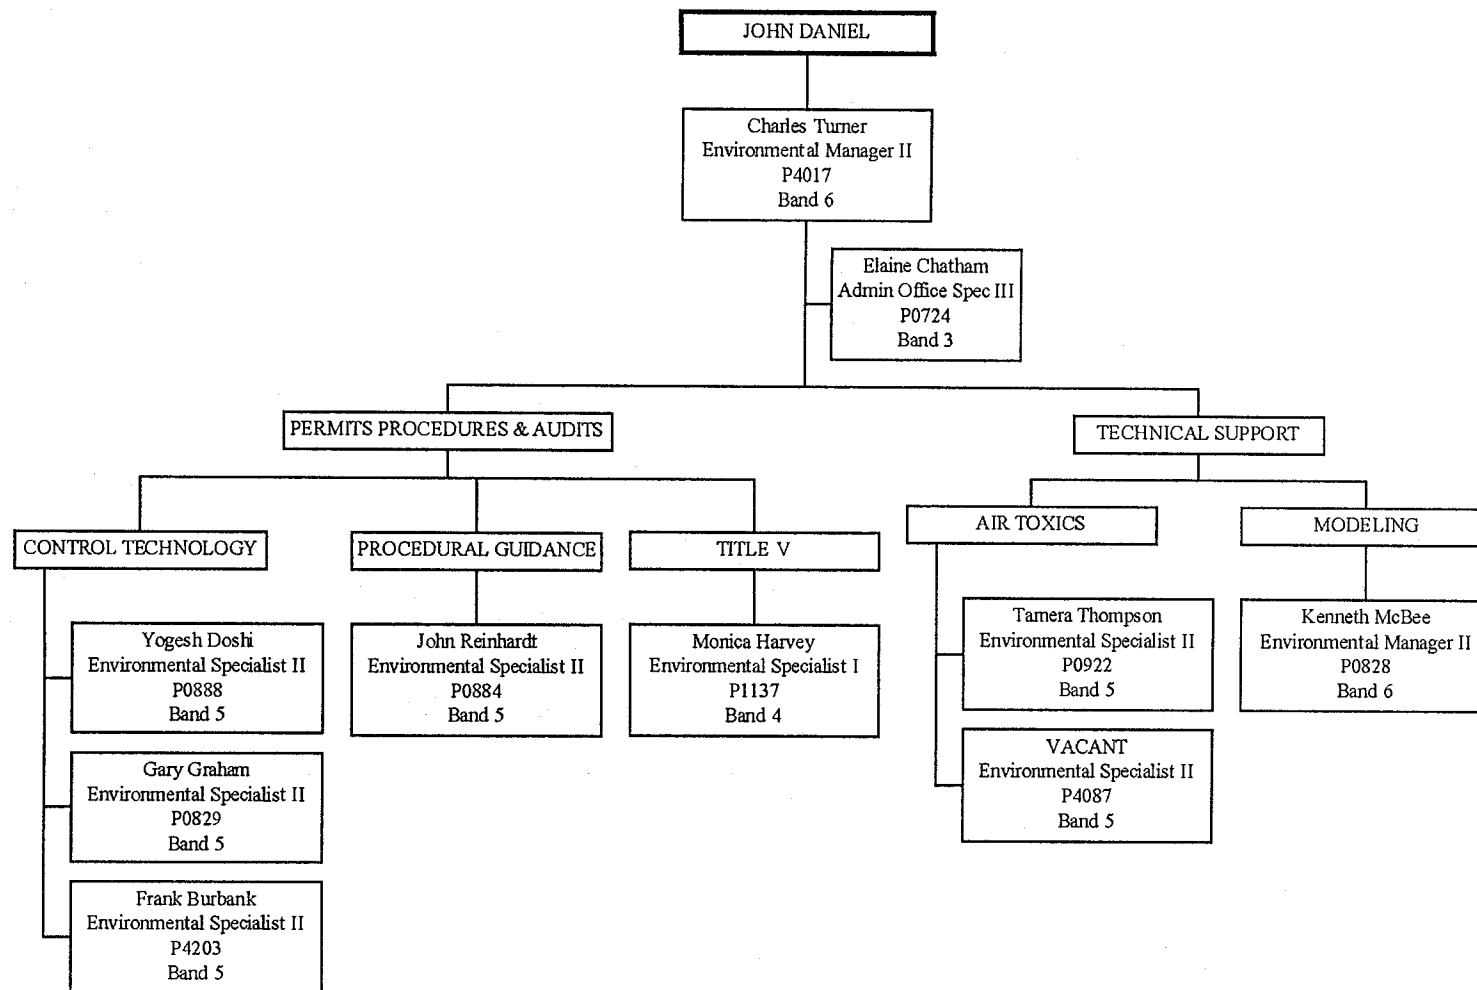 JOHN DANIEL
Charles Turner
Environmental Manager II
P4017
Band 6
Elaine Chatham
Admin Office Spec III
P0724
Band 3
PERMITS PROCEDURES & AUDITS
TECHNICAL SUPPORT
CONTROL TECHNOLOGY
PROCEDURAL GUIDANCE
TITLE V
AIR TOXICS
MODELING
Yogesh Doshi
Environmental Specialist II
P0888
Band 5
Gary Graham
Environmental Specialist II
P0829
Band 5
Frank Burbank
Environmental Specialist II
P4203
Band 5
John Reinhardt
Environmental Specialist II
P0884
Band 5
Monica Harvey
Environmental Specialist I
P1137
Band 4
Tamera Thompson
Environmental Specialist II
P0922
Band 5
VACANT
Environmental Specialist II
P4087
Band 5
Kenneth McBee
Environmental Manager II
P0828
Band 6